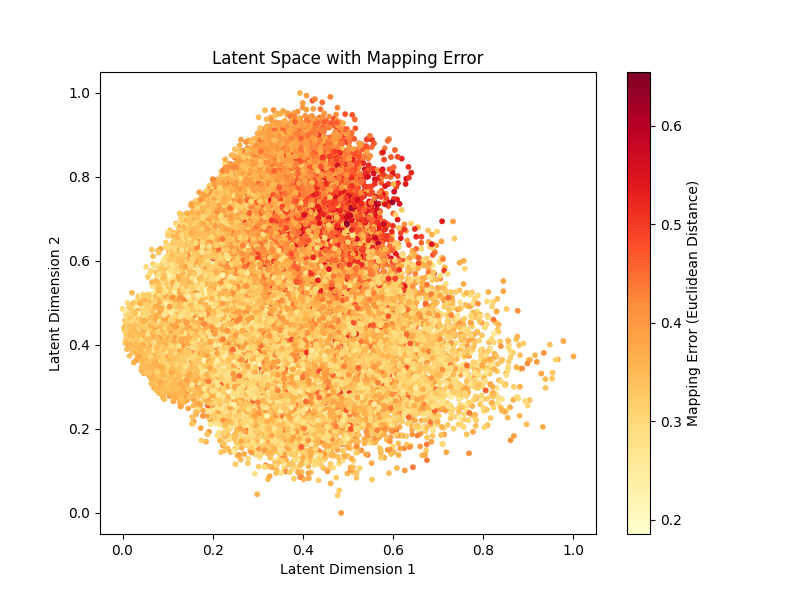 Latent Space with Mapping Error
1.0
0.8
0.6
0.4
0.2
0.0
Latent Dimension 2
0.0 0.2 0.4 0.6 0.8 1.0
Latent Dimension 1
0.6
0.5
0.4
0.3
0.2
Mapping Error (Euclidean Distance)